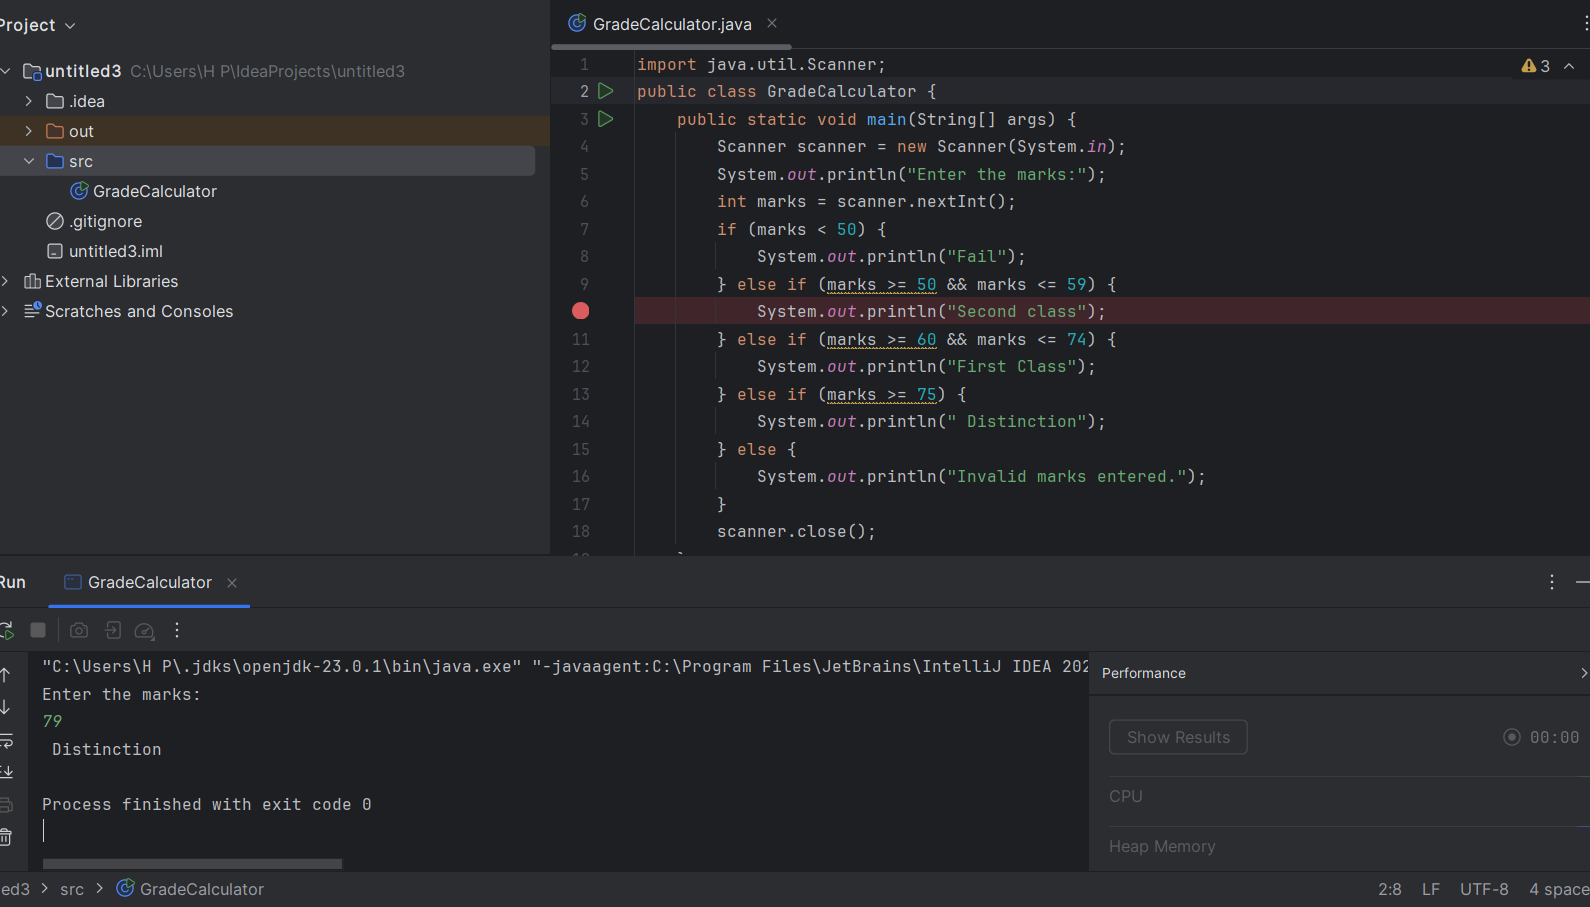 Project
untitled3 C:\Users\H P\IdeaProjects\untitled3
.idea
out
src
GradeCalculator
.gitignore
untitled3.iml
External Libraries
Scratches and Consoles
GradeCalculator.java
3
1 import java.util.Scanner;
2 public class GradeCalculator {
3 public static void main(String[] args) {
4 Scanner scanner = new Scanner(System.in);
5 System.out.println("Enter the marks:");
6 int marks = scanner.nextInt();
7 if (marks < 50) {
8 System.out.println("Fail");
9 } else if (marks >= 50 && marks <= 59) {
System.out.println("Second class");
11 } else if (marks >= 60 && marks <= 74) {
12 System.out.println("First Class");
13 } else if (marks >= 75) {
14 System.out.println(" Distinction");
15 } else {
16 System.out.println("Invalid marks entered.");
17 }
18 scanner.close();
Run GradeCalculator
"C:\Users\H P\.jdks\openjdk-23.0.1\bin\java.exe" "-javaagent:C:\Program Files\JetBrains\IntelliJ IDEA 202
Enter the marks:
79
Distinction
Process finished with exit code 0
Performance
Show Results 00:00
CPU
Heap Memory
ed3 > src > GradeCalculator
2:8 LF UTF-8 4 space